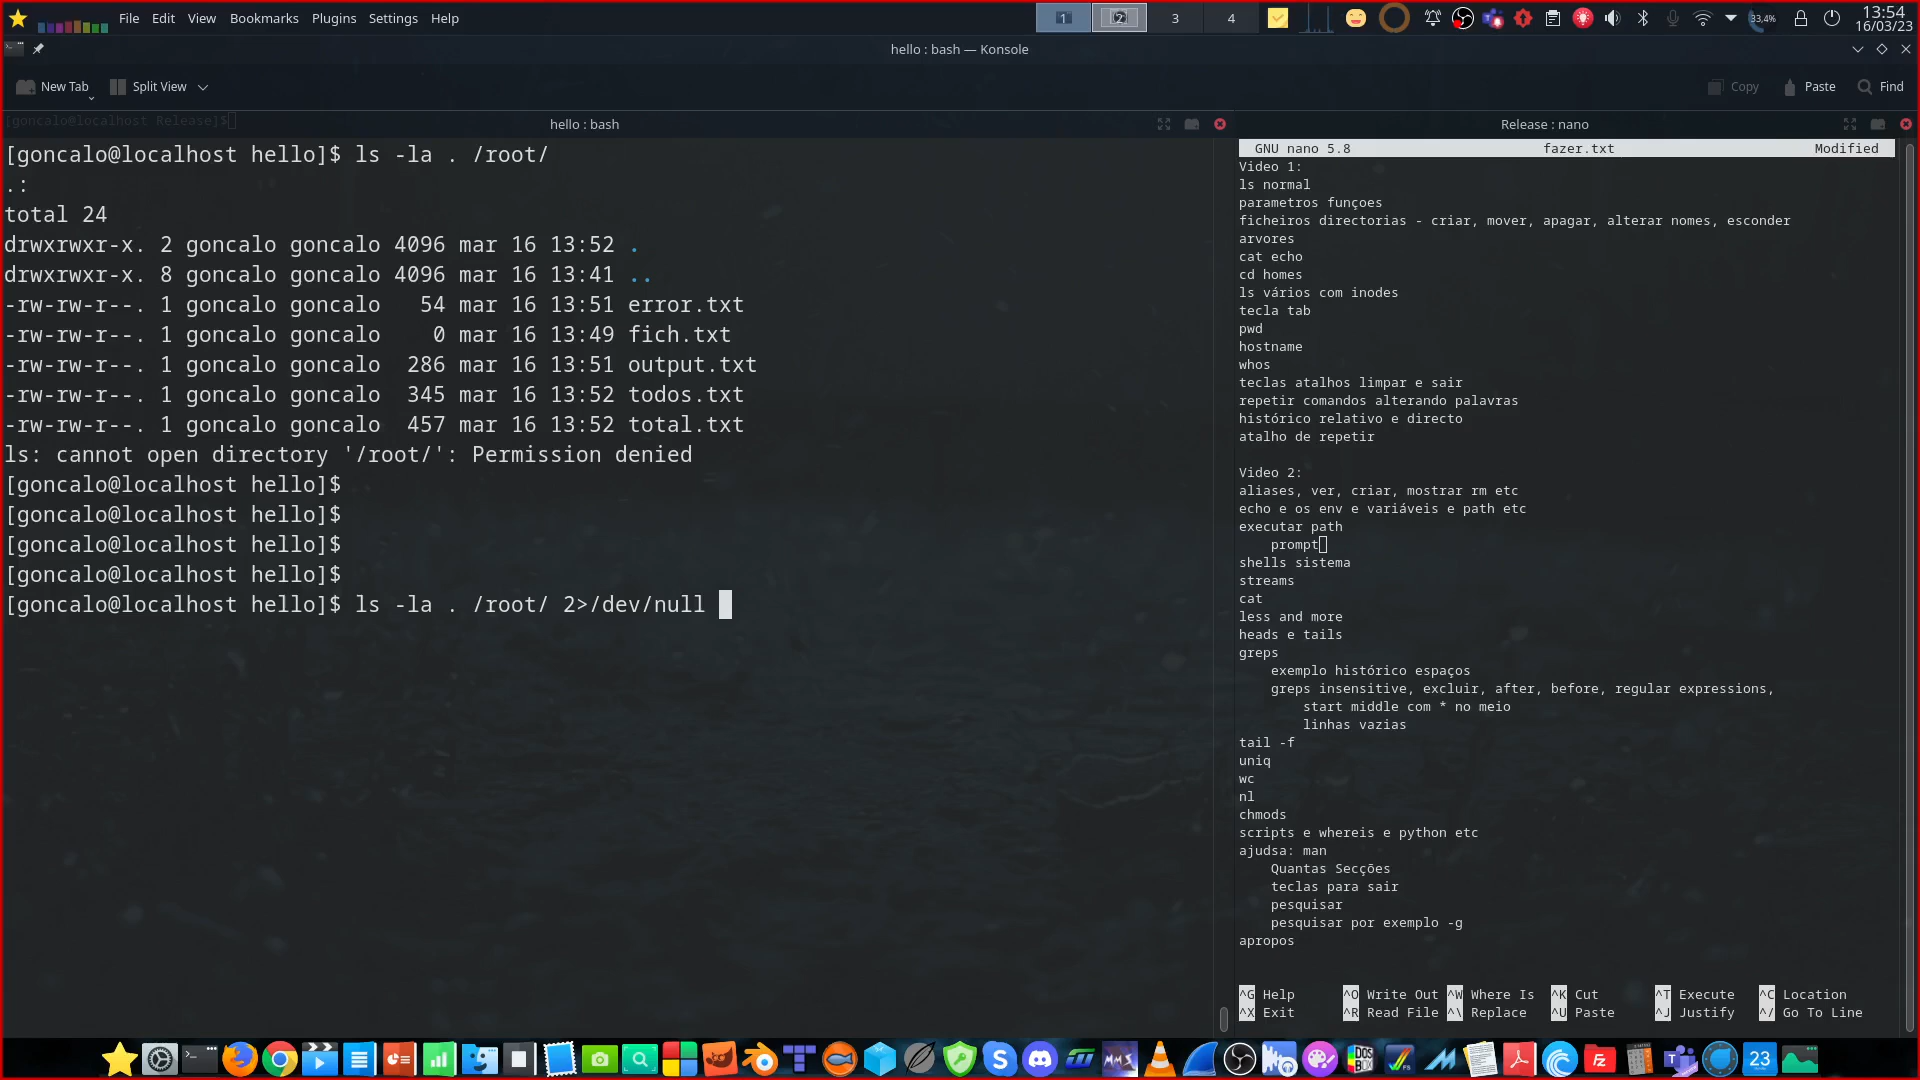 File Edit View Bookmarks Plugins Settings Help
1 2 3 4
33,4%
13:54
16/03/23
hello : bash — Konsole
New Tab Split View
Copy Paste Find
[goncalo@localhost Release]$
hello : bash
Release : nano
[goncalo@localhost hello]$ ls -la . /root/
.:
total 24
drwxrwxr-x. 2 goncalo goncalo 4096 mar 16 13:52 .
drwxrwxr-x. 8 goncalo goncalo 4096 mar 16 13:41 ..
-rw-rw-r--. 1 goncalo goncalo   54 mar 16 13:51 error.txt
-rw-rw-r--. 1 goncalo goncalo    0 mar 16 13:49 fich.txt
-rw-rw-r--. 1 goncalo goncalo  286 mar 16 13:51 output.txt
-rw-rw-r--. 1 goncalo goncalo  345 mar 16 13:52 todos.txt
-rw-rw-r--. 1 goncalo goncalo  457 mar 16 13:52 total.txt
ls: cannot open directory '/root/': Permission denied
[goncalo@localhost hello]$
[goncalo@localhost hello]$
[goncalo@localhost hello]$
[goncalo@localhost hello]$
[goncalo@localhost hello]$ ls -la . /root/ 2>/dev/null
GNU nano 5.8 fazer.txt Modified
Video 1:
ls normal
parametros funçoes
ficheiros directorias - criar, mover, apagar, alterar nomes, esconder
arvores
cat echo
cd homes
ls vários com inodes
tecla tab
pwd
hostname
whos
teclas atalhos limpar e sair
repetir comandos alterando palavras
histórico relativo e directo
atalho de repetir
Video 2:
aliases, ver, criar, mostrar rm etc
echo e os env e variáveis e path etc
executar path
    prompt
shells sistema
streams
cat
less and more
heads e tails
greps
    exemplo histórico espaços
    greps insensitive, excluir, after, before, regular expressions,
        start middle com * no meio
        linhas vazias
tail -f
uniq
wc
nl
chmods
scripts e whereis e python etc
ajudsa: man
    Quantas Secções
    teclas para sair
    pesquisar
    pesquisar por exemplo -g
apropos
^G Help ^O Write Out ^W Where Is ^K Cut ^T Execute ^C Location
^X Exit ^R Read File ^\ Replace ^U Paste ^J Justify ^/ Go To Line
23